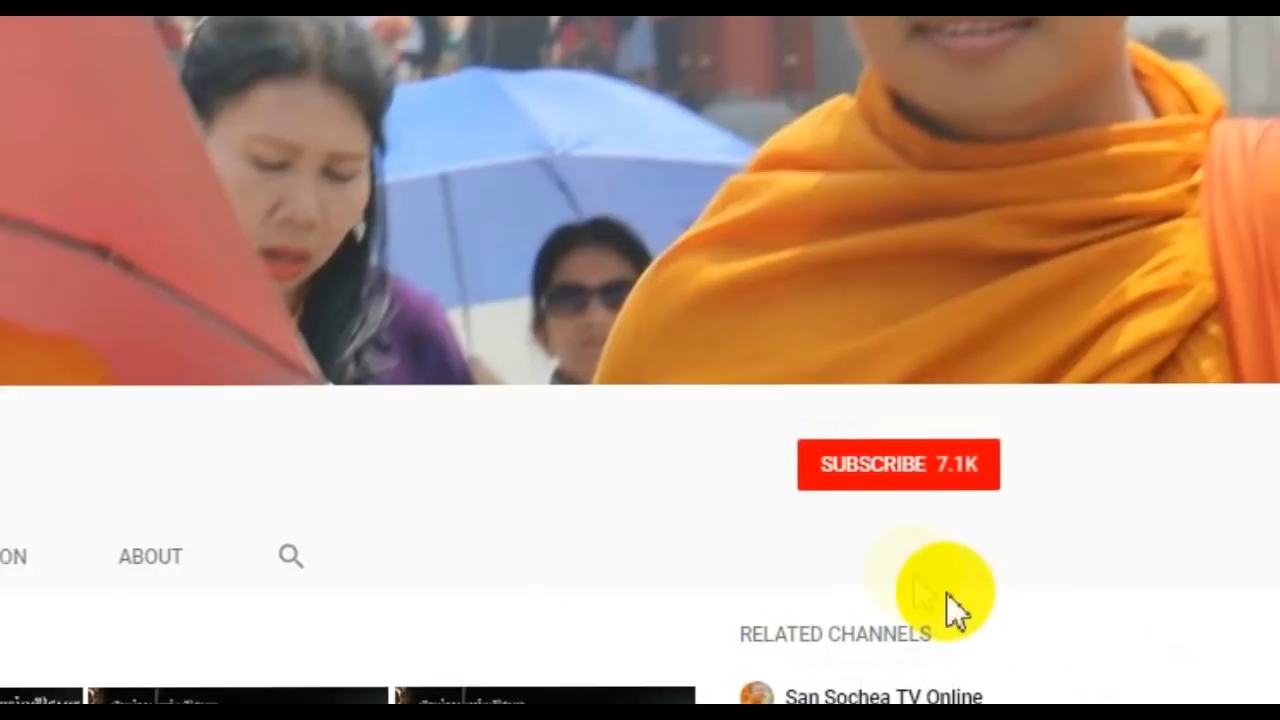 SUBSCRIBE 7.1K
ON
ABOUT
RELATED CHANNELS
San Sochea TV Online